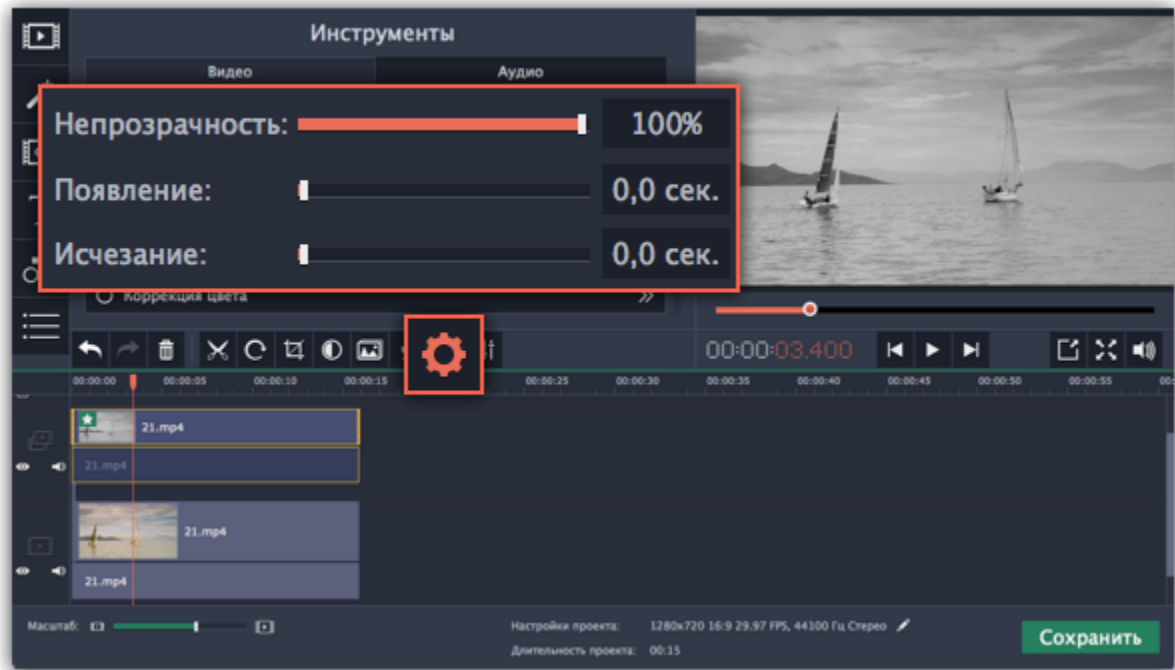 Инструменты
Видео
Аудио
Непрозрачность:
100%
Появление:
0,0 сек.
Исчезание:
0,0 сек.
Коррекция цвета
00:00:03.400
00:00:00
00:00:05
00:00:10
00:00:15
00:00:25
00:00:30
00:00:35
00:00:40
00:00:45
00:00:50
00:00:55
00:
21.mp4
21.mp4
21.mp4
21.mp4
Масштаб:
Настройки проекта: 1280x720 16:9 29.97 FPS, 44100 Гц Стерео
Длительность проекта: 00:15
Сохранить